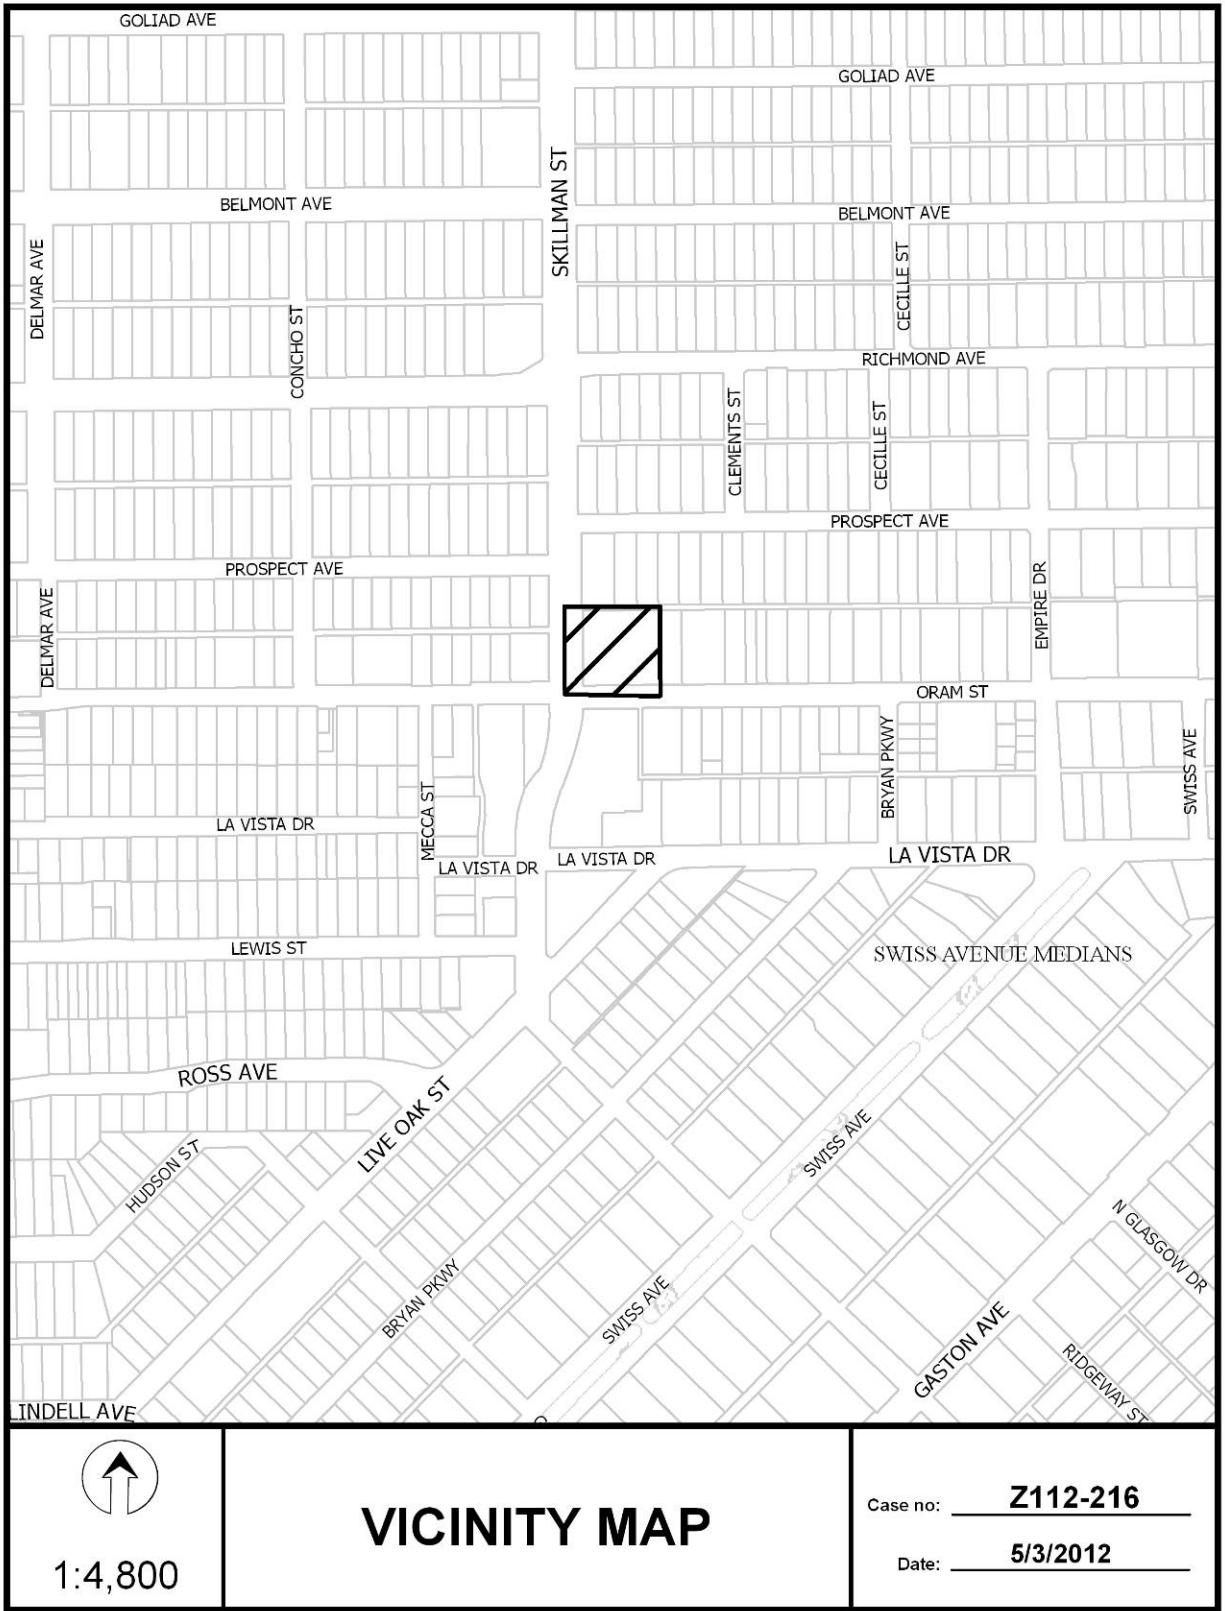 GOLIAD AVE
GOLIAD AVE
SKILLMAN ST
BELMONT AVE
BELMONT AVE
DELMAR AVE
CECILLE ST
CONCHO ST
RICHMOND AVE
CLEMENTS ST
CECILLE ST
PROSPECT AVE
PROSPECT AVE
DELMAR AVE
EMPIRE DR
ORAM ST
BRYAN PKWY
SWISS AVE
MECCA ST
LA VISTA DR
LA VISTA DR
LA VISTA DR
LA VISTA DR
LEWIS ST
SWISS AVENUE MEDIANS
ROSS AVE
LIVE OAK ST
SWISS AVE
HUDSON ST
N GLASGOW DR
BRYAN PKWY
SWISS AVE
GASTON AVE
RIDGEWAY ST
LINDELL AVE
1:4,800
VICINITY MAP
Case no: Z112-216
Date: 5/3/2012